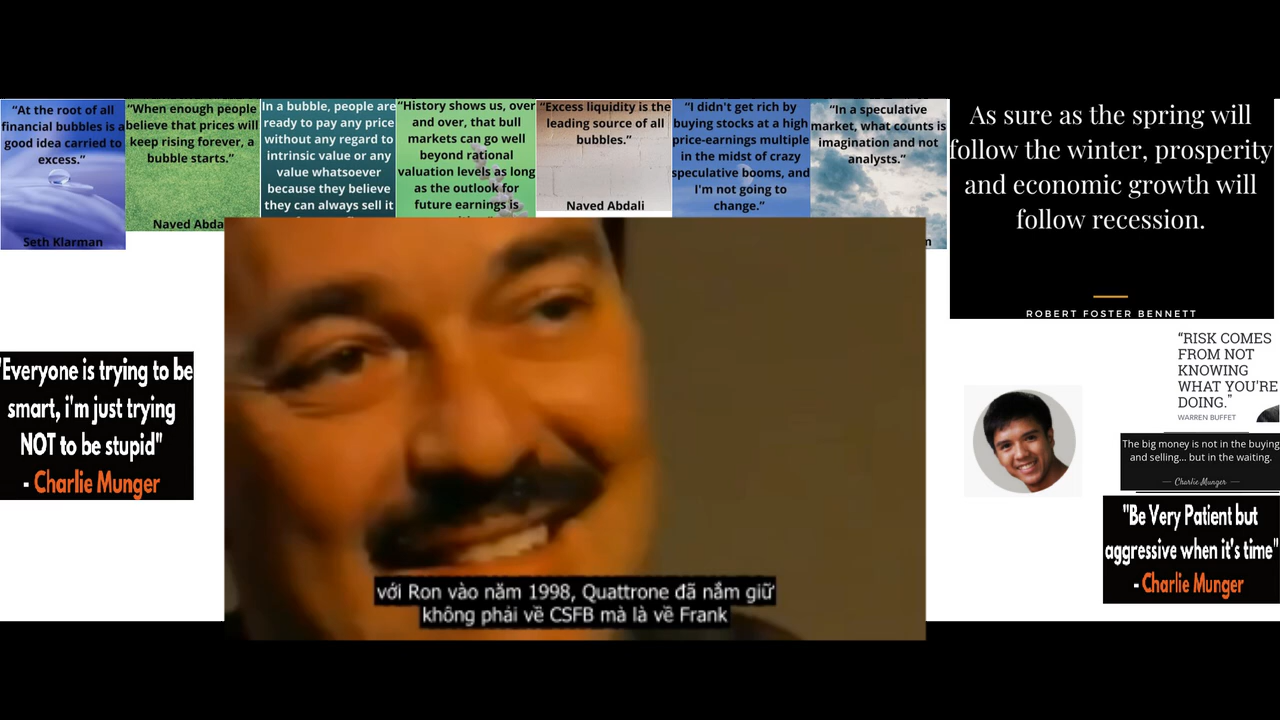 “At the root of all
financial bubbles is a
good idea carried to
excess.”
Seth Klarman
“When enough people
believe that prices will
keep rising forever, a
bubble starts.”
Naved Abda
In a bubble, people are
ready to pay any price
without any regard to
intrinsic value or any
value whatsoever
because they believe
they can always sell it
“History shows us, over
and over, that bull
markets can go well
beyond rational
valuation levels as long
as the outlook for
future earnings is
“Excess liquidity is the
leading source of all
bubbles.”
Naved Abdali
“I didn't get rich by
buying stocks at a high
price-earnings multiple
in the midst of crazy
speculative booms, and
I'm not going to
change.”
“In a speculative
market, what counts is
imagination and not
analysts.”
As sure as the spring will
follow the winter, prosperity
and economic growth will
follow recession.
ROBERT FOSTER BENNETT
"Everyone is trying to be
smart, i'm just trying
NOT to be stupid"
- Charlie Munger
“RISK COMES
FROM NOT
KNOWING
WHAT YOU'RE
DOING.”
WARREN BUFFET
The big money is not in the buying
and selling... but in the waiting.
— Charlie Munger —
"Be Very Patient but
aggressive when it's time"
- Charlie Munger
với Ron vào năm 1998, Quattrone đã nắm giữ
không phải về CSFB mà là về Frank